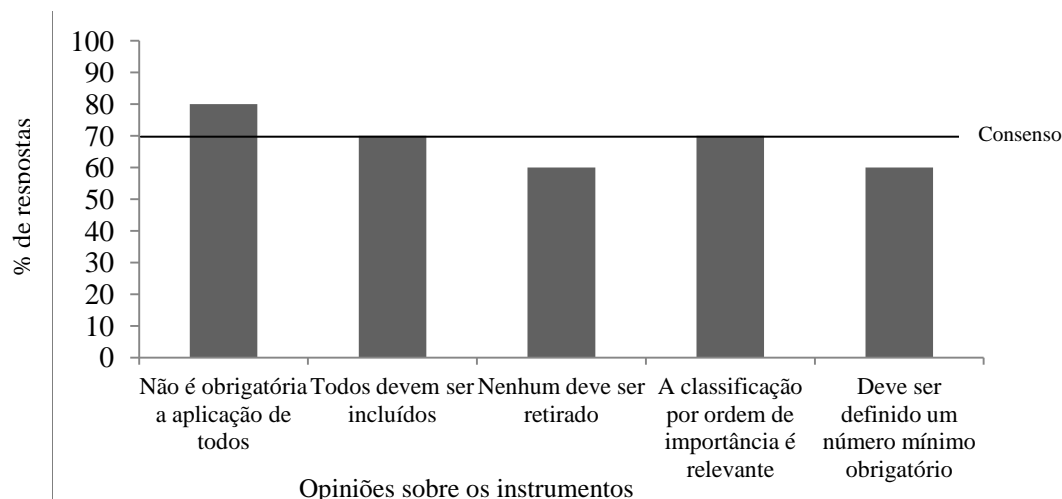 % de respostas
100
90
80
70
60
50
40
30
20
10
0
Consenso
Não é obrigatória
a aplicação de
todos
Todos devem ser
incluídos
Nenhum deve ser
retirado
A classificação
por ordem de
importância é
relevante
Deve ser
definido um
número mínimo
obrigatório
Opiniões sobre os instrumentos